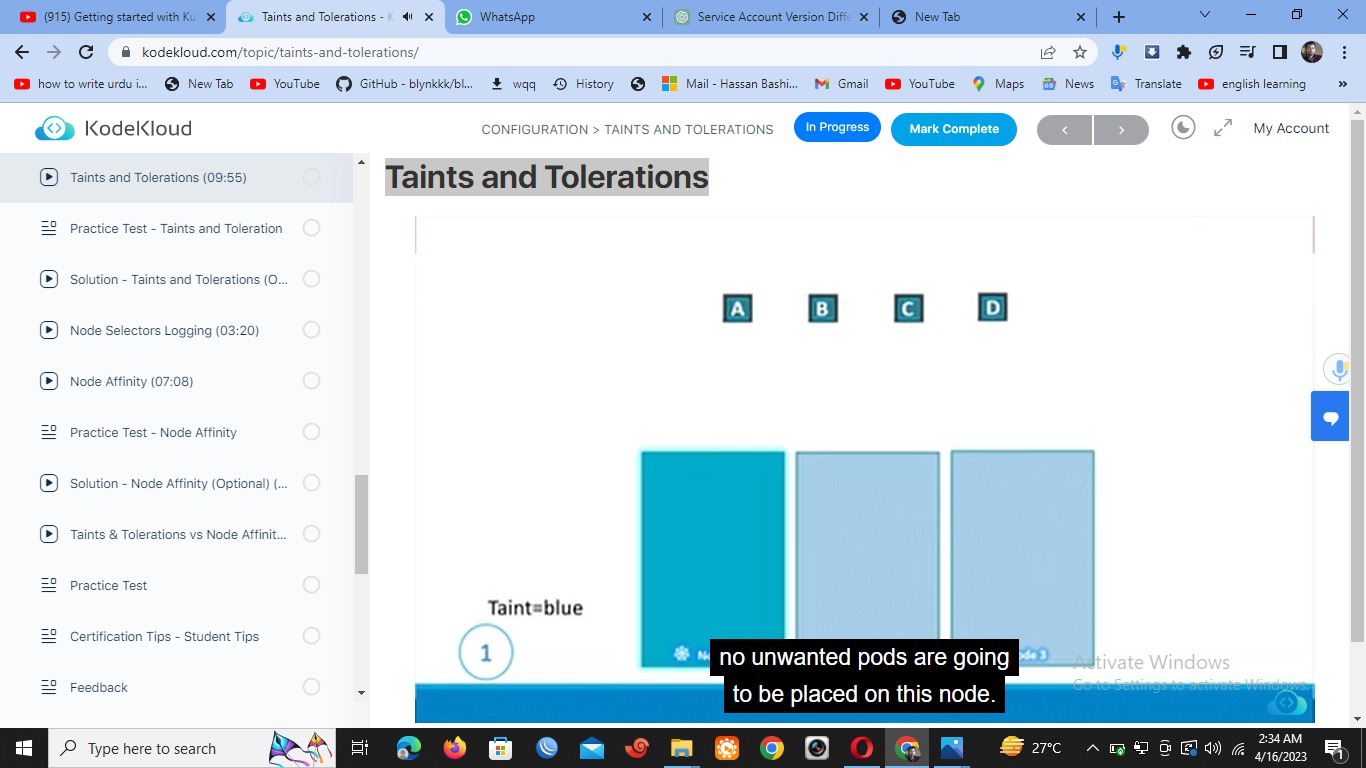 (915) Getting started with Ku
Taints and Tolerations - K
WhatsApp
Service Account Version Diffe
New Tab
kodekloud.com/topic/taints-and-tolerations/
how to write urdu i...
New Tab
YouTube
GitHub - blynkkk/bl...
wqq
History
Mail - Hassan Bashi...
Gmail
YouTube
Maps
News
Translate
english learning
»
KodeKloud
CONFIGURATION > TAINTS AND TOLERATIONS
In Progress
Mark Complete
My Account
Taints and Tolerations (09:55)
Practice Test - Taints and Toleration
Solution - Taints and Tolerations (O...
Node Selectors Logging (03:20)
Node Affinity (07:08)
Practice Test - Node Affinity
Solution - Node Affinity (Optional) (...
Taints & Tolerations vs Node Affinit...
Practice Test
Certification Tips - Student Tips
Feedback
Taints and Tolerations
A B C D
Taint=blue
1
no unwanted pods are going
to be placed on this node.
Activate Windows
Go to Settings to activate Windows.
Type here to search
27°C
2:34 AM
4/16/2023
1